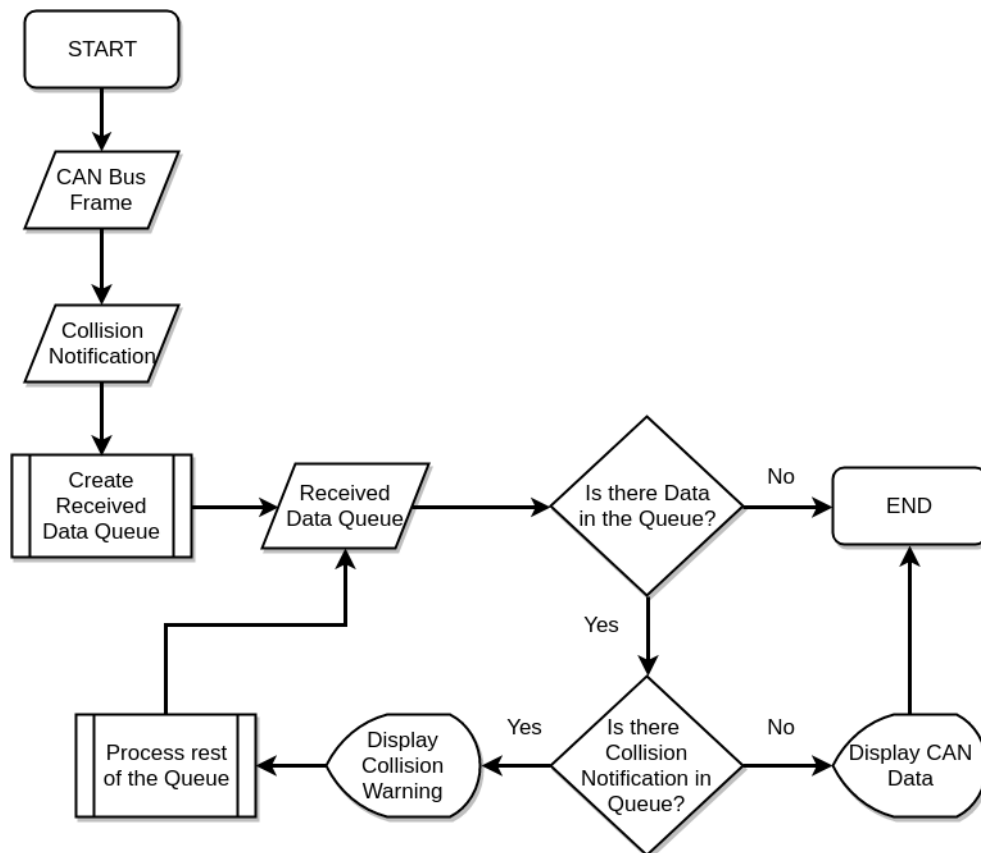 START
CAN Bus
Frame
Collision
Notification
Create
Received
Data Queue
Received
Data Queue
Is there Data
in the Queue?
No
END
Yes
Is there
Collision
Notification in
Queue?
No
Display CAN
Data
Yes
Display
Collision
Warning
Process rest
of the Queue